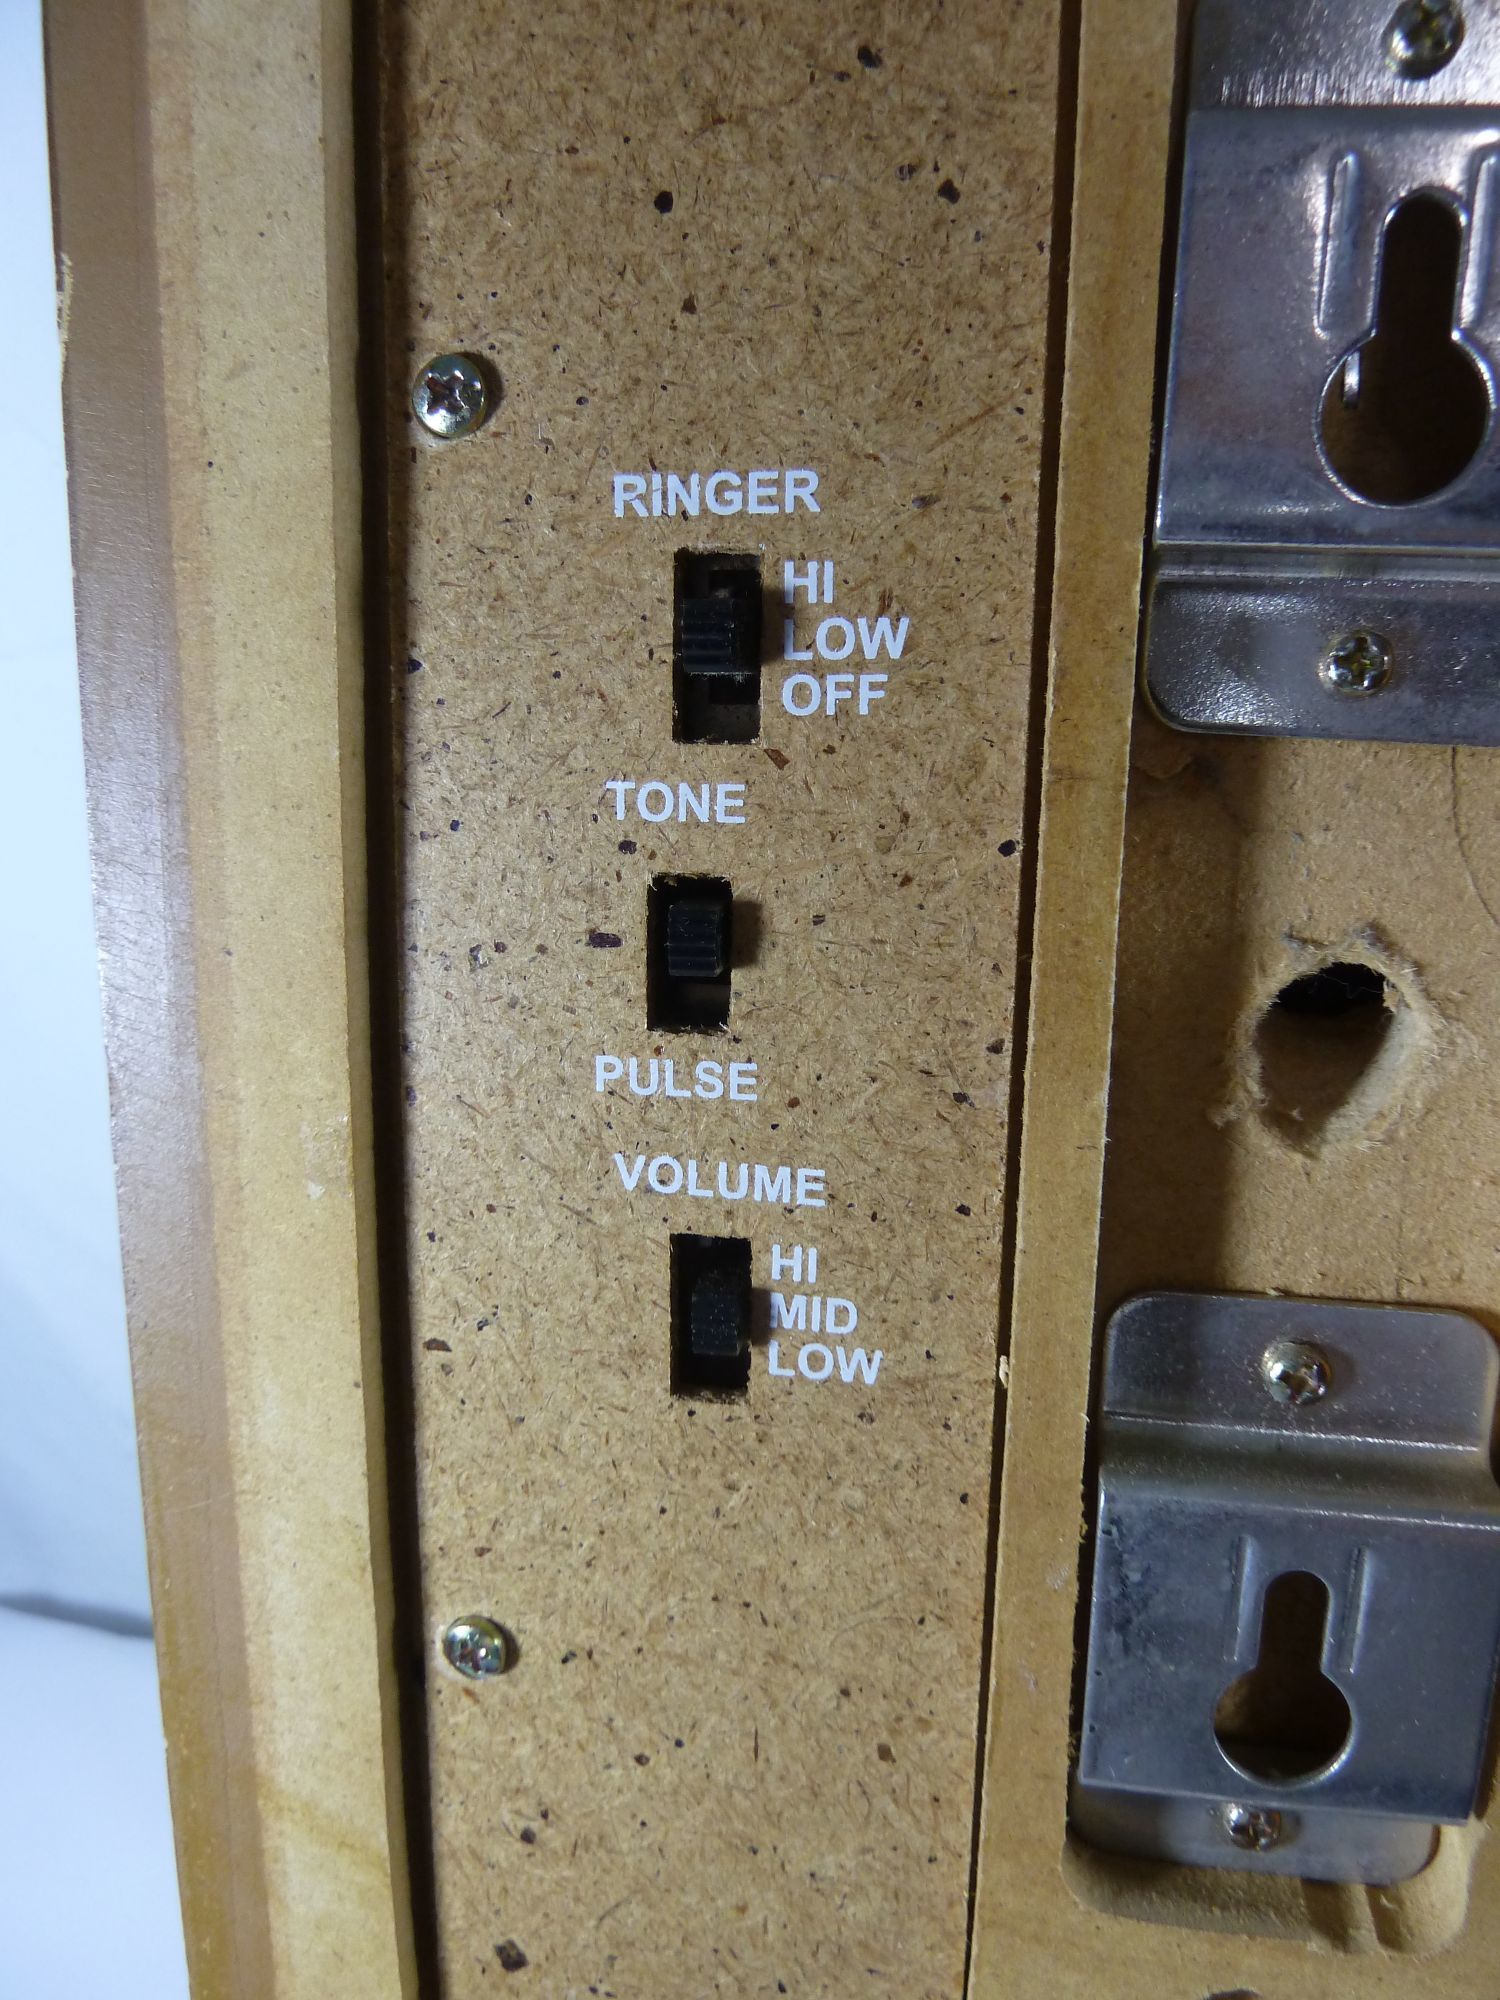 RINGER
HI
LOW
OFF
TONE
PULSE
VOLUME
HI
MID
LOW